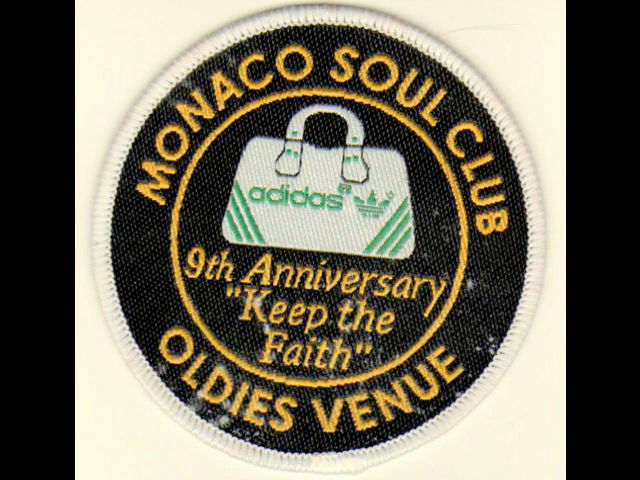 MONACO SOUL CLUB
adidas
9th Anniversary
"Keep the
Faith"
OLDIES VENUE